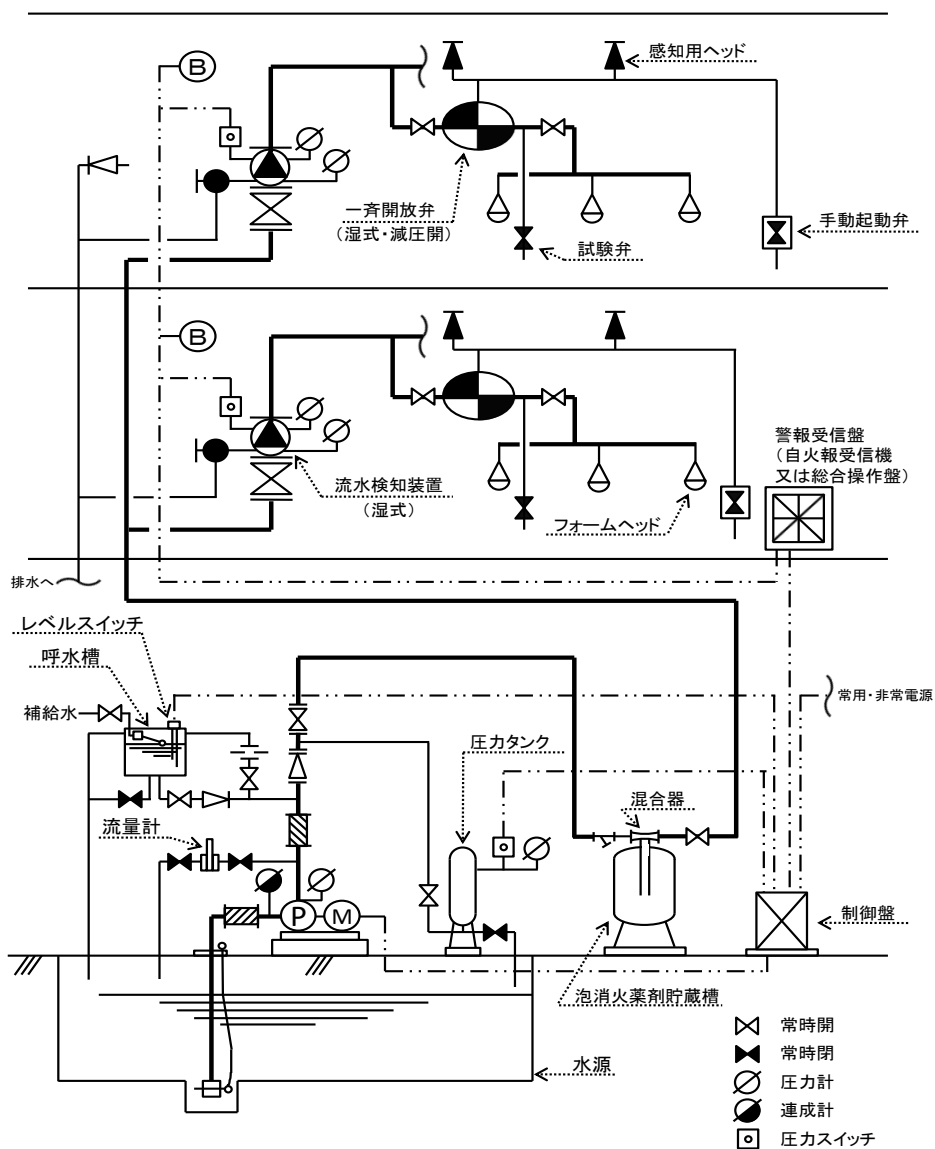 感知用ヘッド
B
一斉開放弁
(湿式・減圧開)
試験弁
手動起動弁
B
流水検知装置
(湿式)
フォームヘッド
警報受信盤
(自火報受信機
又は総合操作盤)
排水へ
レベルスイッチ
呼水槽
補給水
常用・非常電源
圧力タンク
混合器
流量計
P
M
制御盤
泡消火薬剤貯蔵槽
水源
常時開
常時閉
圧力計
連成計
圧力スイッチ